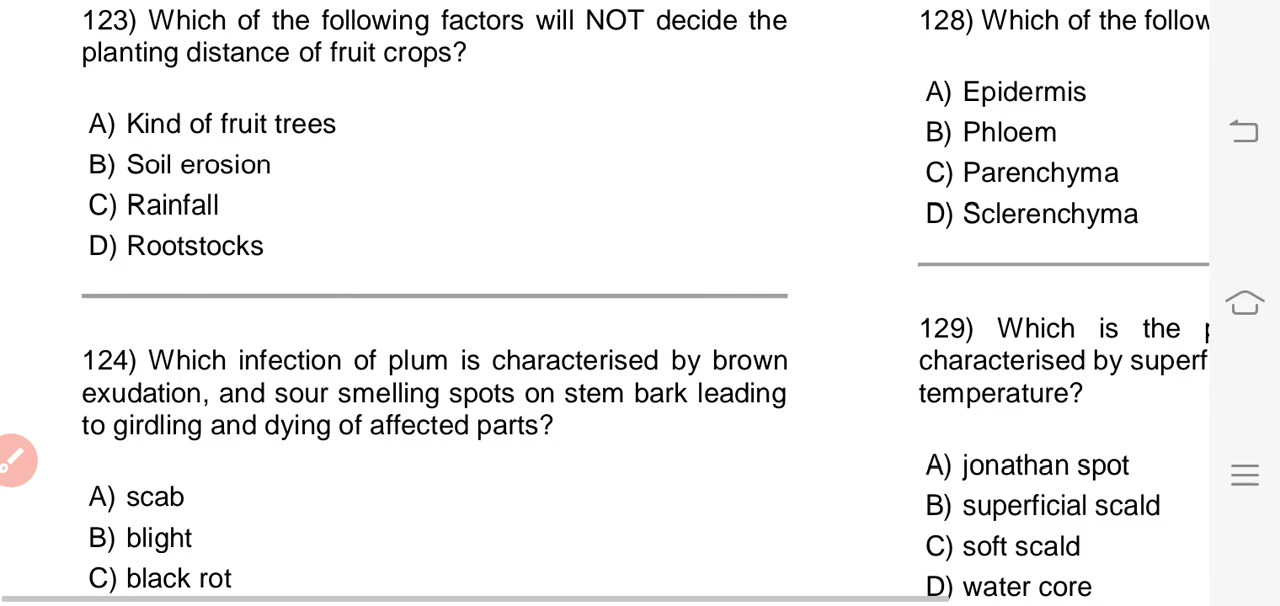 123) Which of the following factors will NOT decide the
planting distance of fruit crops?
A) Kind of fruit trees
B) Soil erosion
C) Rainfall
D) Rootstocks
124) Which infection of plum is characterised by brown
exudation, and sour smelling spots on stem bark leading
to girdling and dying of affected parts?
A) scab
B) blight
C) black rot
128) Which of the follow
A) Epidermis
B) Phloem
C) Parenchyma
D) Sclerenchyma
129) Which is the
characterised by superf
temperature?
A) jonathan spot
B) superficial scald
C) soft scald
D) water core